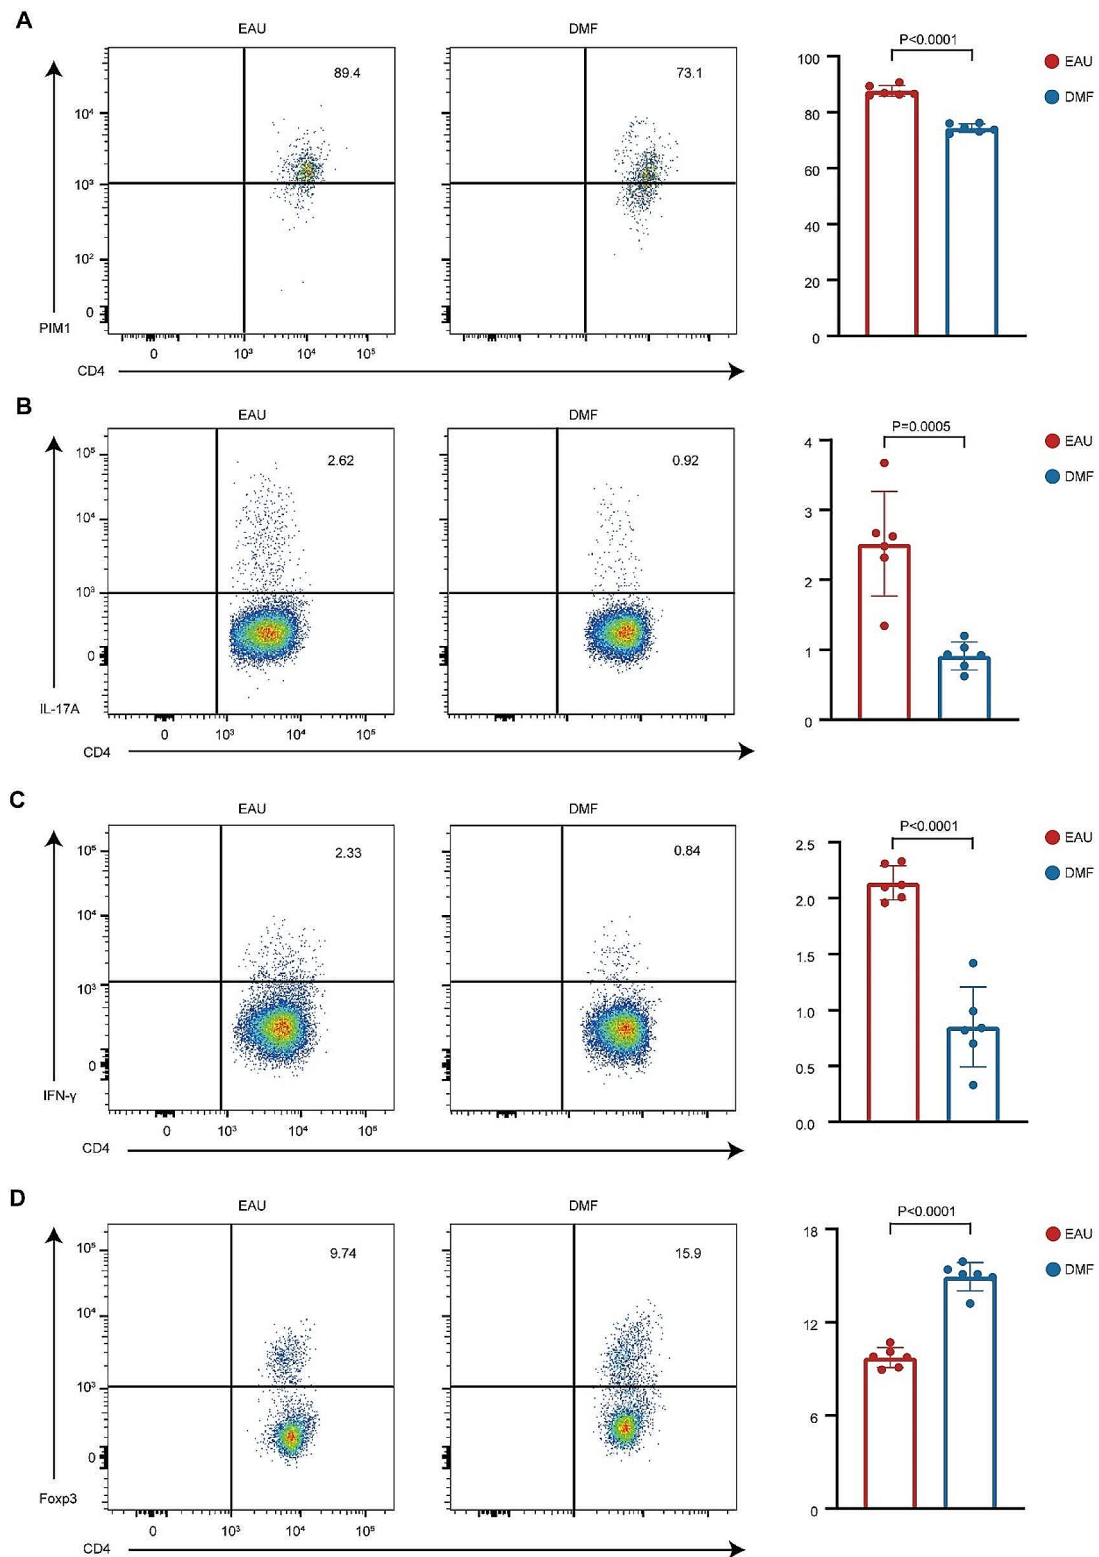 A
EAU
DMF
P<0.0001
EAU
DMF
89.4
73.1
10⁴
10³
10²
0
PIM1
0
10³
10⁴
10⁵
CD4
100
80
60
40
20
0
B
EAU
DMF
P=0.0005
EAU
DMF
2.62
0.92
10⁵
10⁴
10³
0
IL-17A
0
10³
10⁴
10⁵
CD4
4
3
2
1
0
C
EAU
DMF
P<0.0001
EAU
DMF
2.33
0.84
10⁵
10⁴
10³
0
IFN-γ
0
10³
10⁴
10⁵
CD4
2.5
2.0
1.5
1.0
0.5
0.0
D
EAU
DMF
P<0.0001
EAU
DMF
9.74
15.9
10⁵
10⁴
10³
0
Foxp3
0
10³
10⁴
10⁵
CD4
18
12
6
0